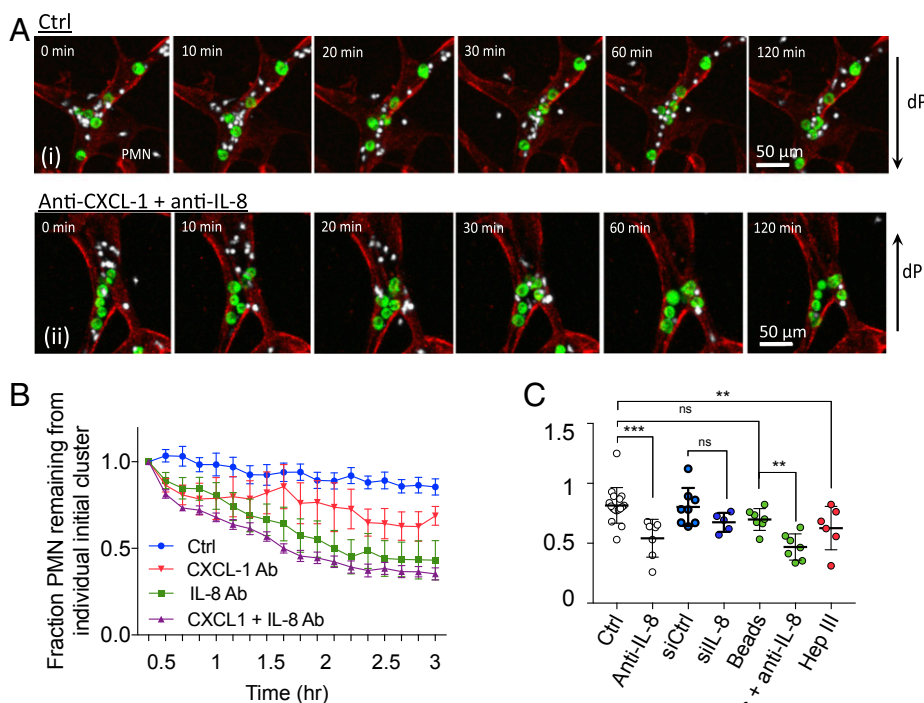 A
Ctrl
0 min
10 min
20 min
30 min
60 min
120 min
dP
(i)
PMN
50 µm
Anti-CXCL-1 + anti-IL-8
0 min
10 min
20 min
30 min
60 min
120 min
dP
(ii)
50 µm
B
Fraction PMN remaining from
individual initial cluster
1.0
0.5
0.0
Ctrl
CXCL-1 Ab
IL-8 Ab
CXCL1 + IL-8 Ab
0.5 1 1.5 2 2.5 3
Time (hr)
C
1.5
1
0.5
0
**
ns
***
ns
**
Ctrl
Anti-IL-8
siCtrl
siIL-8
Beads
+ anti-IL-8
Hep III